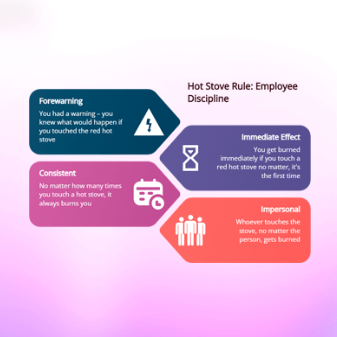 Hot Stove Rule: Employee
Discipline
Forewarning
You had a warning – you
knew what would happen if
you touched the red hot
stove
Immediate Effect
You get burned
immediately if you touch a
red hot stove no matter, it's
the first time
Consistent
No matter how many times
you touch a hot stove, it
always burns you
Impersonal
Whoever touches the
stove, no matter the
person, gets burned